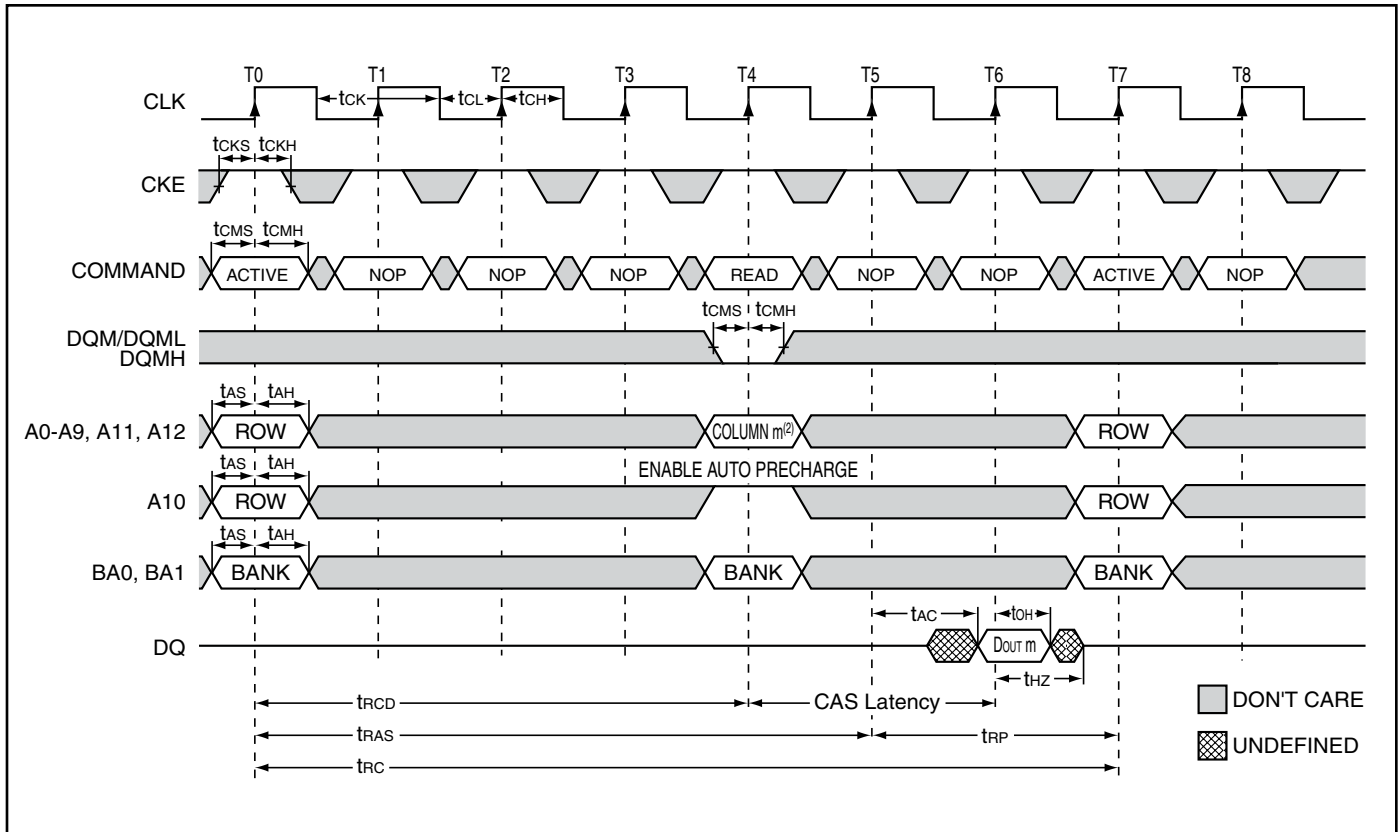 T0 T1 T2 T3 T4 T5 T6 T7 T8
CLK tCK tCL tCH
tCKS tCKH
CKE
tCMS tCMH
COMMAND ACTIVE NOP NOP NOP READ NOP NOP ACTIVE NOP
tCMS tCMH
DQM/DQML
DQMH
tAS tAH
A0-A9, A11, A12 ROW COLUMN m(2) ROW
tAS tAH ENABLE AUTO PRECHARGE
A10 ROW ROW
tAS tAH
BA0, BA1 BANK BANK BANK
tAC tOH
DQ DOUT m
tHZ
tRCD CAS Latency DON'T CARE
tRAS tRP
UNDEFINED
tRC